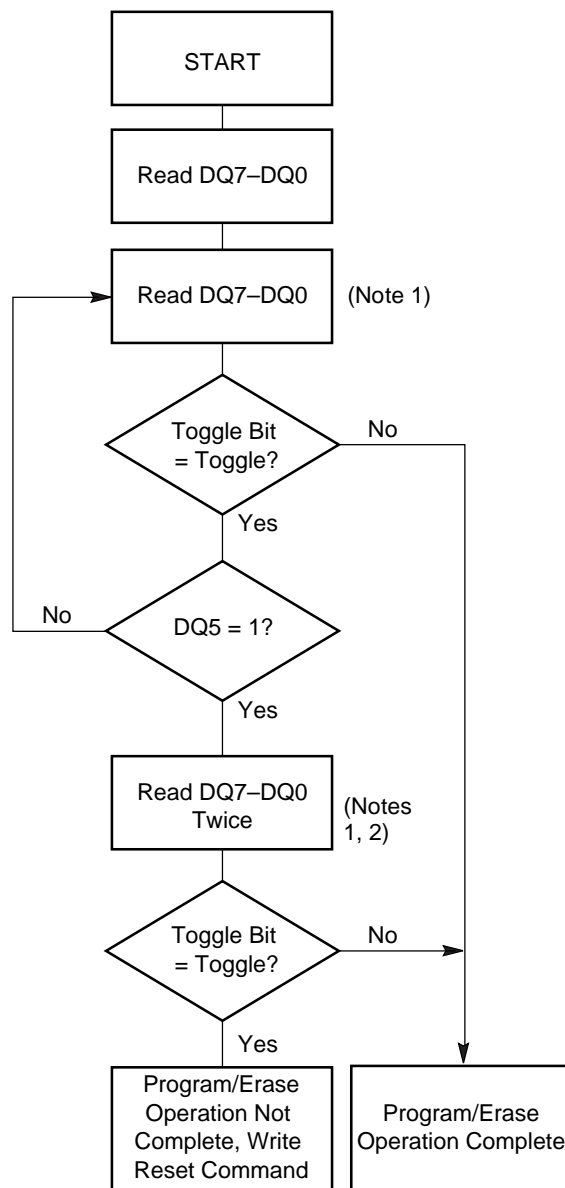 START
Read DQ7–DQ0
Read DQ7–DQ0
(Note 1)
Toggle Bit
= Toggle?
No
Yes
No
DQ5 = 1?
Yes
Read DQ7–DQ0
Twice
(Notes
1, 2)
Toggle Bit
= Toggle?
No
Yes
Program/Erase
Operation Not
Complete, Write
Reset Command
Program/Erase
Operation Complete